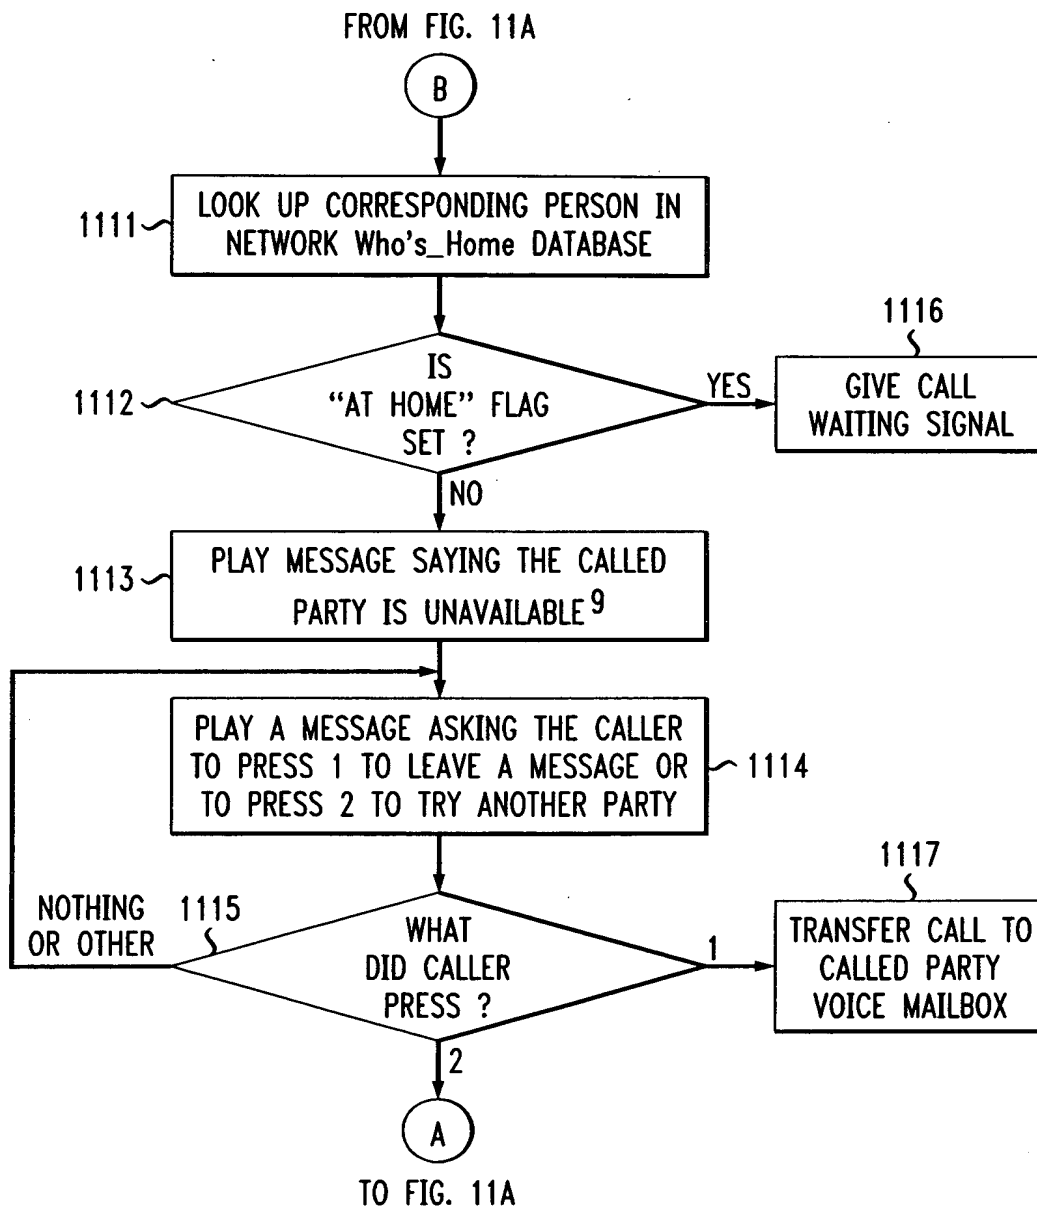 FROM FIG. 11A
B
1111
LOOK UP CORRESPONDING PERSON IN
NETWORK Who's_Home DATABASE
1112
IS
“AT HOME” FLAG
SET ?
YES
1116
GIVE CALL
WAITING SIGNAL
NO
1113
PLAY MESSAGE SAYING THE CALLED
PARTY IS UNAVAILABLE9
PLAY A MESSAGE ASKING THE CALLER
TO PRESS 1 TO LEAVE A MESSAGE OR
TO PRESS 2 TO TRY ANOTHER PARTY
1114
NOTHING
OR OTHER
1115
WHAT
DID CALLER
PRESS ?
1
1117
TRANSFER CALL TO
CALLED PARTY
VOICE MAILBOX
2
A
TO FIG. 11A